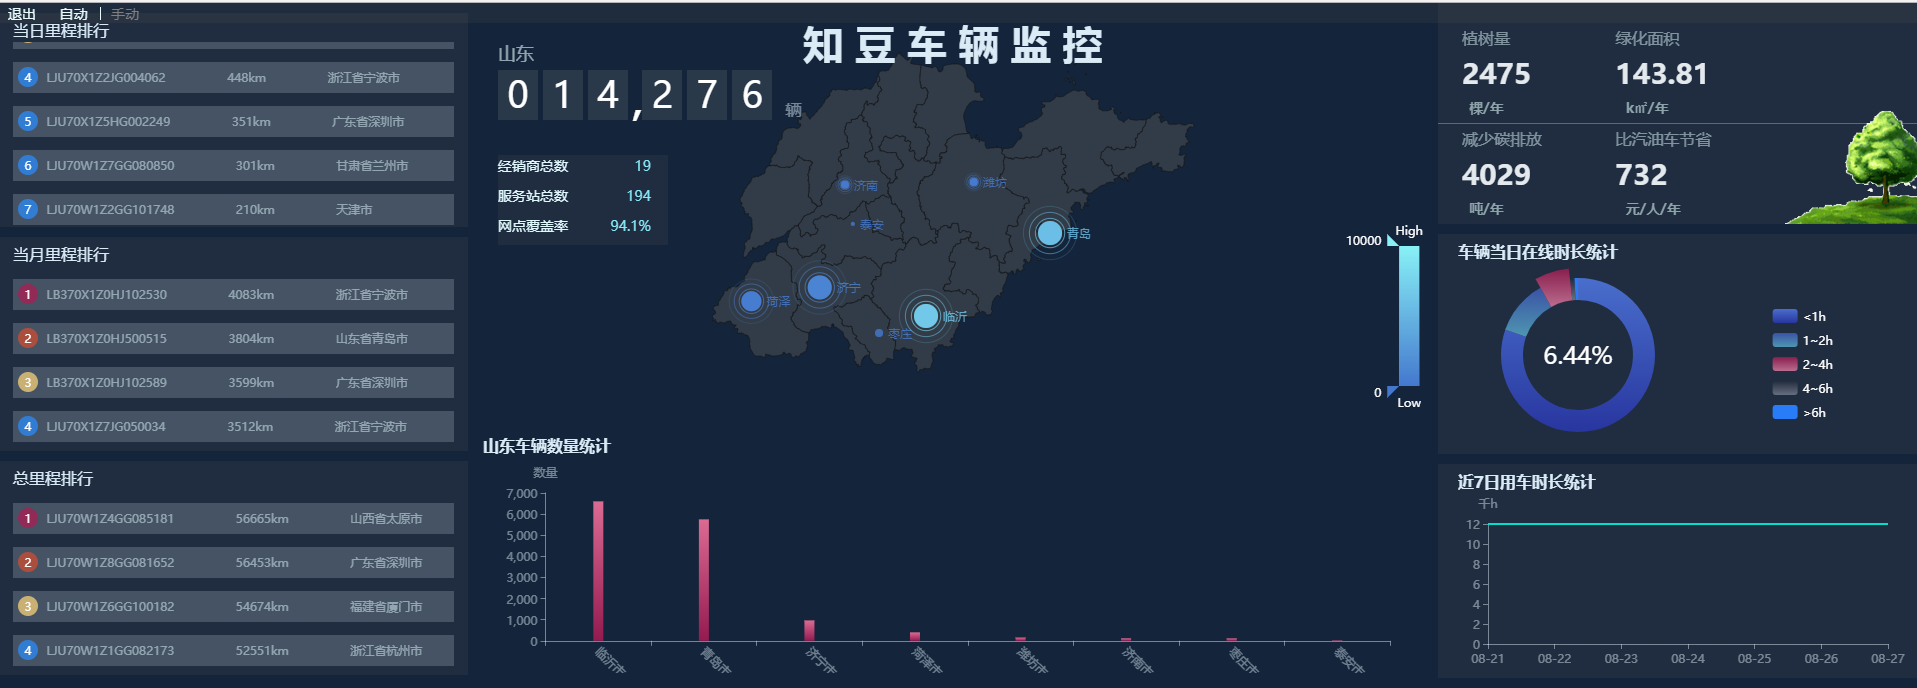 退出 自动 | 手动
当日里程排行
4 LJU70X1Z2JG004062 448km 浙江省宁波市
5 LJU70X1Z5HG002249 351km 广东省深圳市
6 LJU70W1Z7GG080850 301km 甘肃省兰州市
7 LJU70W1Z2GG101748 210km 天津市
当月里程排行
1 LB370X1Z0HJ102530 4083km 浙江省宁波市
2 LB370X1Z0HJ500515 3804km 山东省青岛市
3 LB370X1Z0HJ102589 3599km 广东省深圳市
4 LJU70X1Z7JG050034 3512km 浙江省宁波市
总里程排行
1 LJU70W1Z4GG085181 56665km 山西省太原市
2 LJU70W1Z8GG081652 56453km 广东省深圳市
3 LJU70W1Z6GG100182 54674km 福建省厦门市
4 LJU70W1Z1GG082173 52551km 浙江省杭州市
知豆车辆监控
山东
014,276 辆
经销商总数 19
服务站总数 194
网点覆盖率 94.1%
济南
潍坊
泰安
青岛
济宁
菏泽
临沂
枣庄
High
10000
0
Low
山东车辆数量统计
数量
7,000
6,000
5,000
4,000
3,000
2,000
1,000
0
临沂市 青岛市 济宁市 菏泽市 潍坊市 济南市 枣庄市 泰安市
植树量 绿化面积
2475 143.81
棵/年 k㎡/年
减少碳排放 比汽油车节省
4029 732
吨/年 元/人/年
车辆当日在线时长统计
6.44%
<1h
1~2h
2~4h
4~6h
>6h
近7日用车时长统计
千h
12
10
8
6
4
2
0
08-21 08-22 08-23 08-24 08-25 08-26 08-27